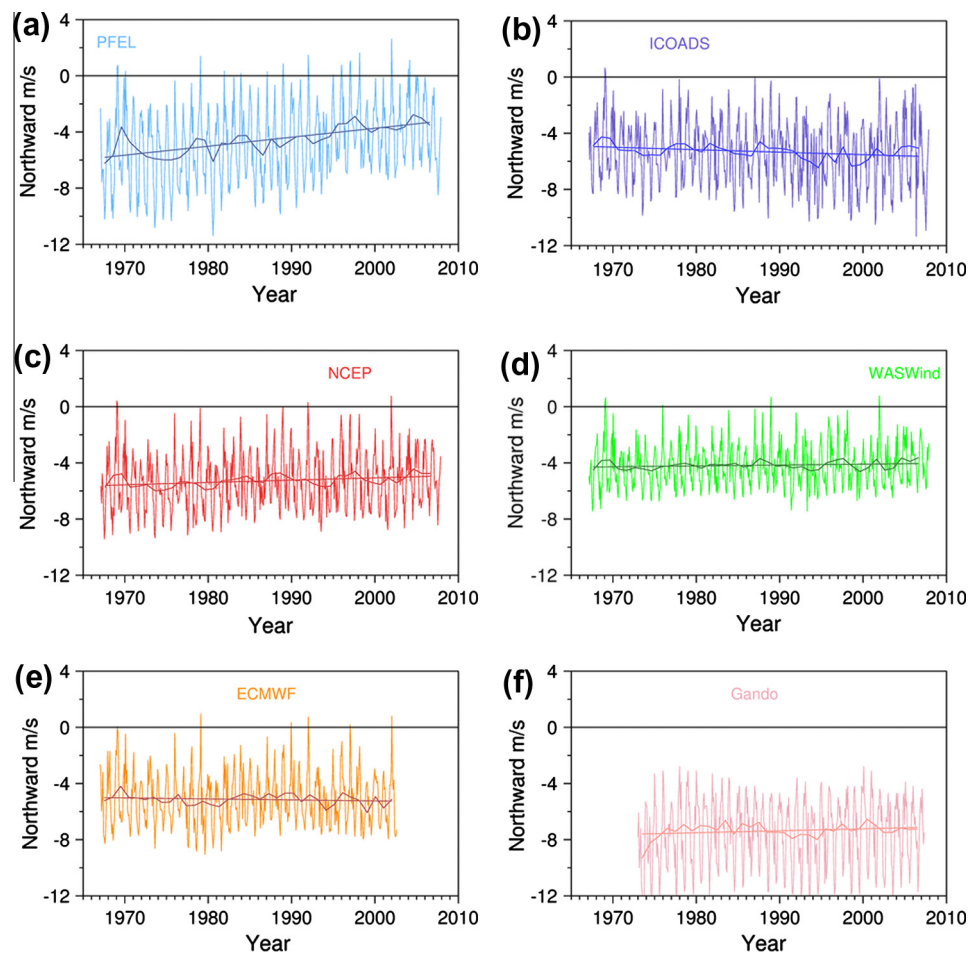 (a)
PFEL
Northward m/s
4
0
-4
-8
-12
1970 1980 1990 2000 2010
Year
(b)
ICOADS
Northward m/s
4
0
-4
-8
-12
1970 1980 1990 2000 2010
Year
(c)
NCEP
Northward m/s
4
0
-4
-8
-12
1970 1980 1990 2000 2010
Year
(d)
WASWind
Northward m/s
4
0
-4
-8
-12
1970 1980 1990 2000 2010
Year
(e)
ECMWF
Northward m/s
4
0
-4
-8
-12
1970 1980 1990 2000 2010
Year
(f)
Gando
Northward m/s
4
0
-4
-8
-12
1970 1980 1990 2000 2010
Year